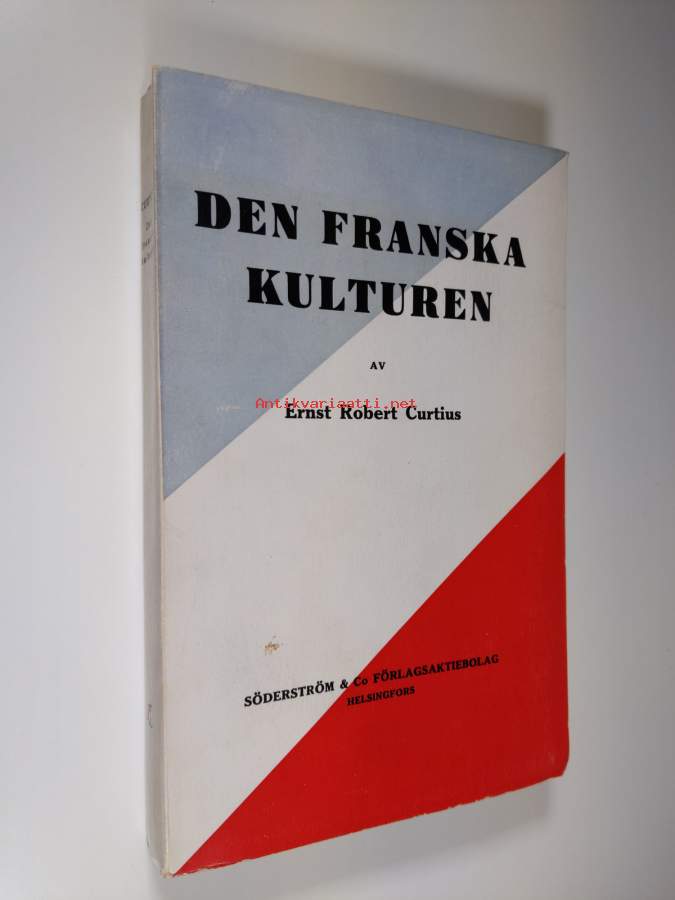 DEN FRANSKA
KULTUREN
AV
Antikvariaatti.net
Ernst Robert Curtius
SÖDERSTRÖM & Co FÖRLAGSAKTIEBOLAG
HELSINGFORS